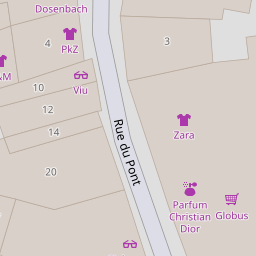 Dosenbach
4
3
PkZ
M
10
Viu
12
14
Zara
Rue du Pont
20
Parfum
Christian
Dior
Globus